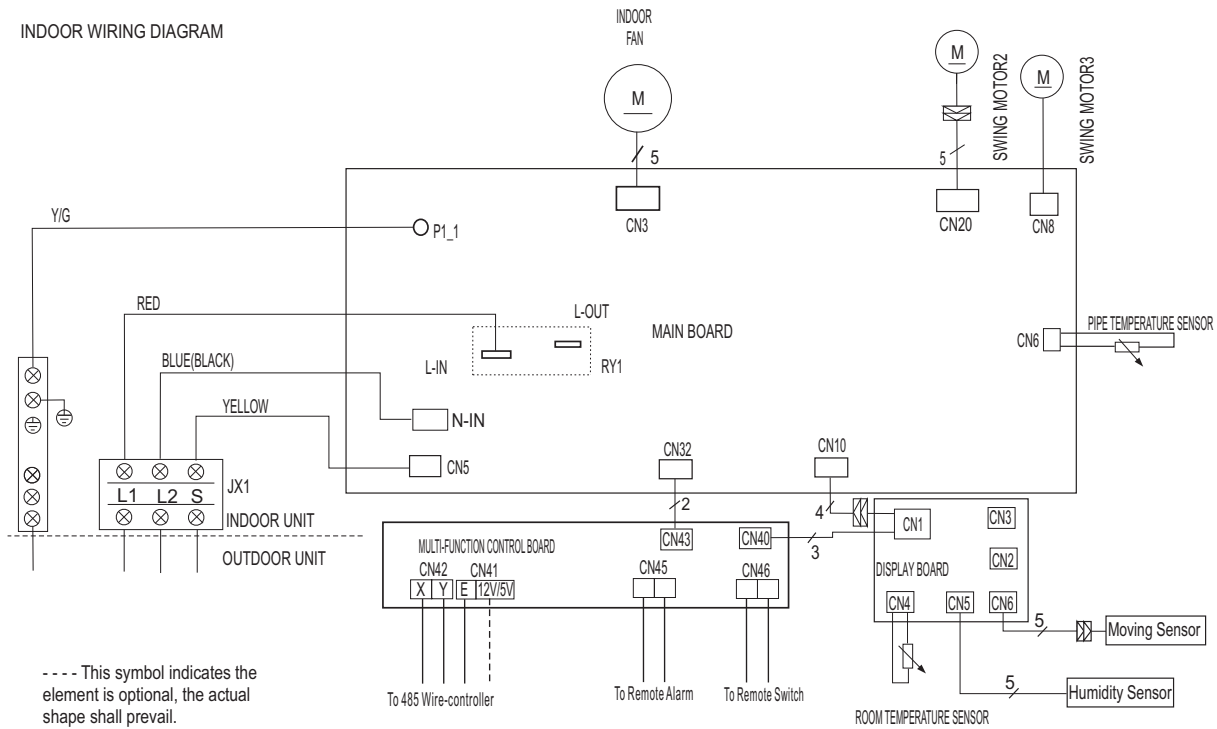 INDOOR WIRING DIAGRAM
INDOOR
FAN
M
M
M
SWING MOTOR2
SWING MOTOR3
5
5
CN3
CN20
CN8
Y/G
P1_1
RED
L-OUT
MAIN BOARD
PIPE TEMPERATURE SENSOR
CN6
BLUE(BLACK)
L-IN
RY1
YELLOW
N-IN
CN5
CN32
CN10
L1 L2 S
JX1
INDOOR UNIT
OUTDOOR UNIT
2
4
3
MULTI-FUNCTION CONTROL BOARD
CN43
CN40
CN42
CN41
CN45
CN46
X Y E 12V/5V
CN1
CN3
CN2
DISPLAY BOARD
CN4
CN5
CN6
5
Moving Sensor
5
Humidity Sensor
To 485 Wire-controller
To Remote Alarm
To Remote Switch
ROOM TEMPERATURE SENSOR
- - - - This symbol indicates the
element is optional, the actual
shape shall prevail.